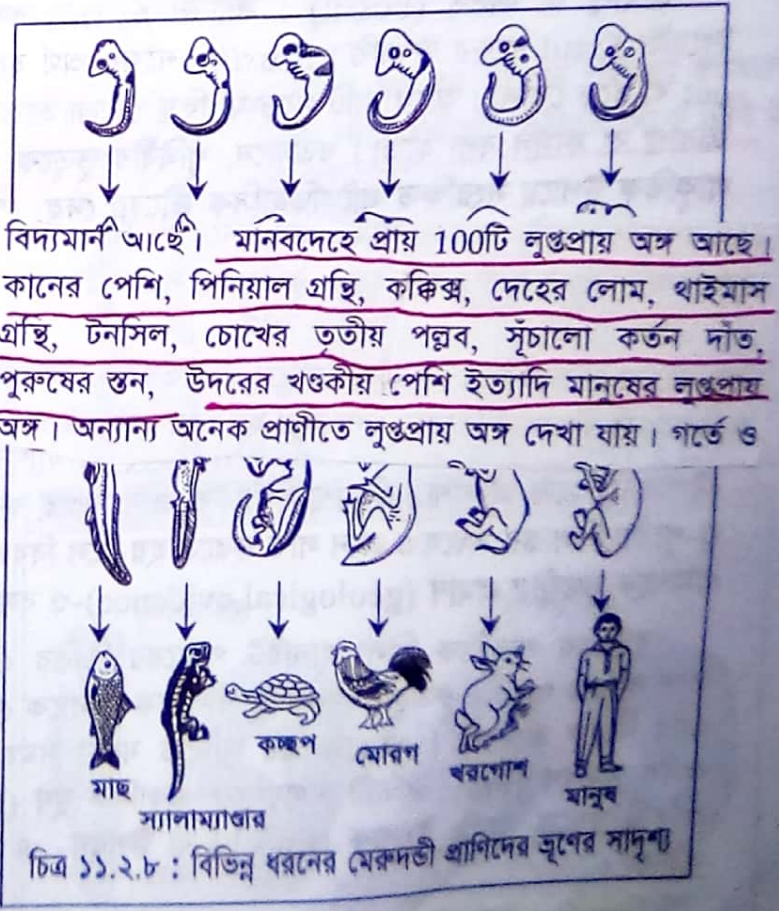 বিদ্যমান আছে। মানবদেহে প্রায় 100টি লুপ্তপ্রায় অঙ্গ আছে।
কানের পেশি, পিনিয়াল গ্রন্থি, কক্কিক্স, দেহের লোম, থাইমাস
গ্রন্থি, টনসিল, চোখের তৃতীয় পল্লব, সূঁচালো কর্তন দাঁত,
পুরুষের স্তন, উদরের খণ্ডকীয় পেশি ইত্যাদি মানুষের লুপ্তপ্রায়
অঙ্গ। অন্যান্য অনেক প্রাণীতে লুপ্তপ্রায় অঙ্গ দেখা যায়। গর্তে ও
মাছ
স্যালাম্যাণ্ডার
কচ্ছপ
মোরগ
খরগোশ
মানুষ
চিত্র ১১.২.৮ : বিভিন্ন ধরনের মেরুদন্ডী প্রাণিদের ভ্রূণের সাদৃশ্য